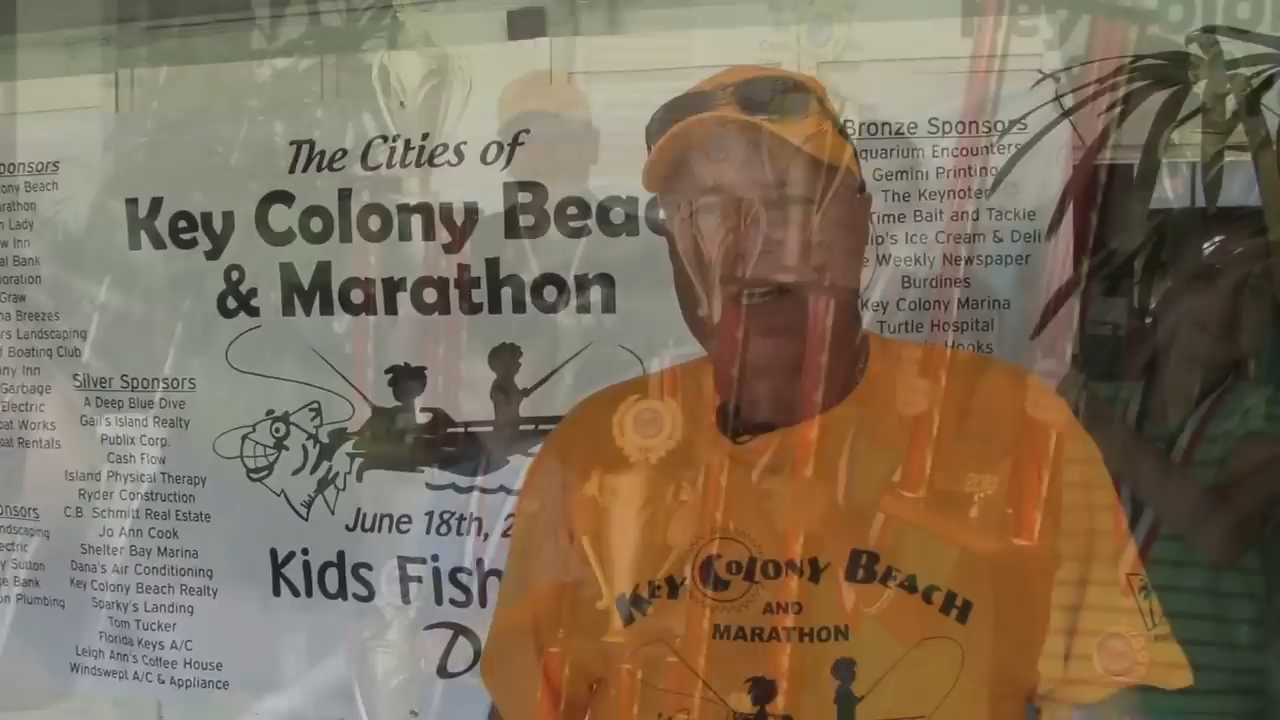 The Cities of
Key Colony Beac
& Marathon
June 18th, 2
Kids Fish
D
ponsors
ony Beach
rathon
n Lady
w Inn
al Bank
oration
Graw
na Breezes
rs Landscaping
f Boating Club
ny Inn
Garbage
Electric
oat Works
oat Rentals
Silver Sponsors
A Deep Blue Dive
Gail's Island Realty
Publix Corp.
Cash Flow
Island Physical Therapy
Ryder Construction
C.B. Schmitt Real Estate
Jo Ann Cook
Shelter Bay Marina
Dana's Air Conditioning
Key Colony Beach Realty
Sparky's Landing
Tom Tucker
Florida Keys A/C
Leigh Ann's Coffee House
Windswept A/C & Appliance
onsors
ndscaping
ectric
y Sutton
ge Bank
on Plumbing
Bronze Sponsors
quarium Encounters
Gemini Printing
The Keynoter
Time Bait and Tackle
ip's Ice Cream & Deli
e Weekly Newspaper
Burdines
Key Colony Marina
Turtle Hospital
Hooks
Key Colony Beach
AND
MARATHON